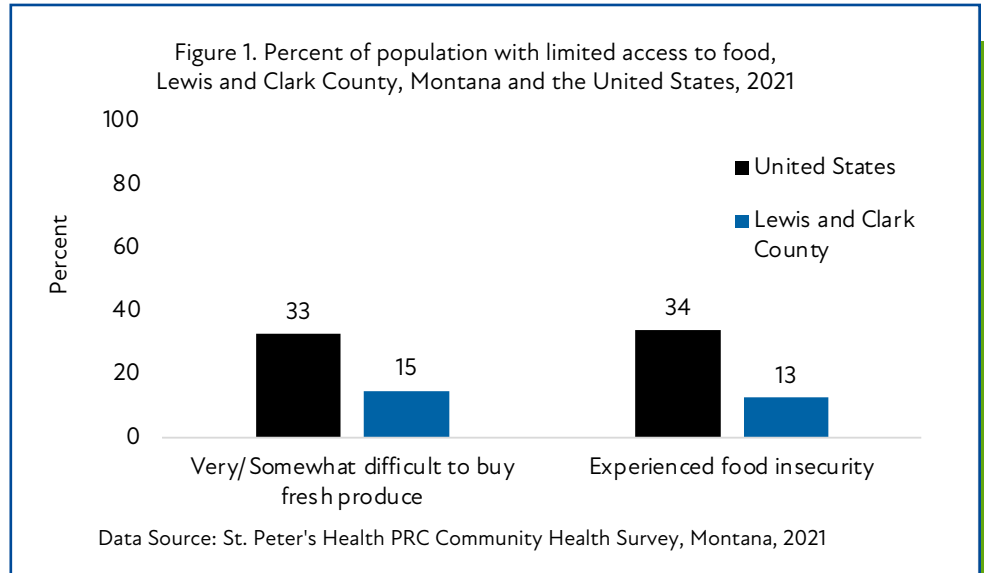 Figure 1. Percent of population with limited access to food,
Lewis and Clark County, Montana and the United States, 2021
100
80
60
40
20
0
Percent
United States
Lewis and Clark
County
33
15
34
13
Very/Somewhat difficult to buy
fresh produce
Experienced food insecurity
Data Source: St. Peter's Health PRC Community Health Survey, Montana, 2021